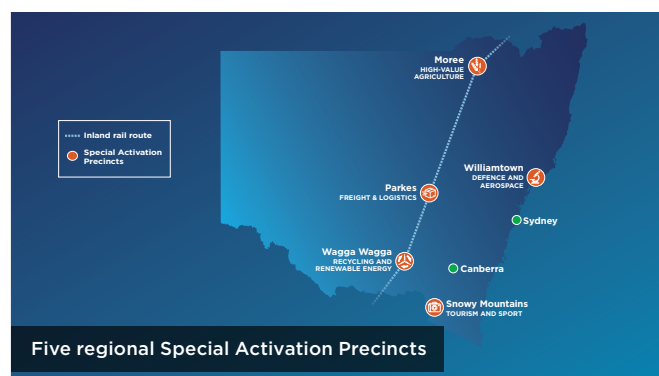 Moree
HIGH-VALUE
AGRICULTURE
Inland rail route
Special Activation
Precincts
Williamtown
DEFENCE AND
AEROSPACE
Parkes
FREIGHT & LOGISTICS
Sydney
Wagga Wagga
RECYCLING AND
RENEWABLE ENERGY
Canberra
Snowy Mountains
TOURISM AND SPORT
Five regional Special Activation Precincts